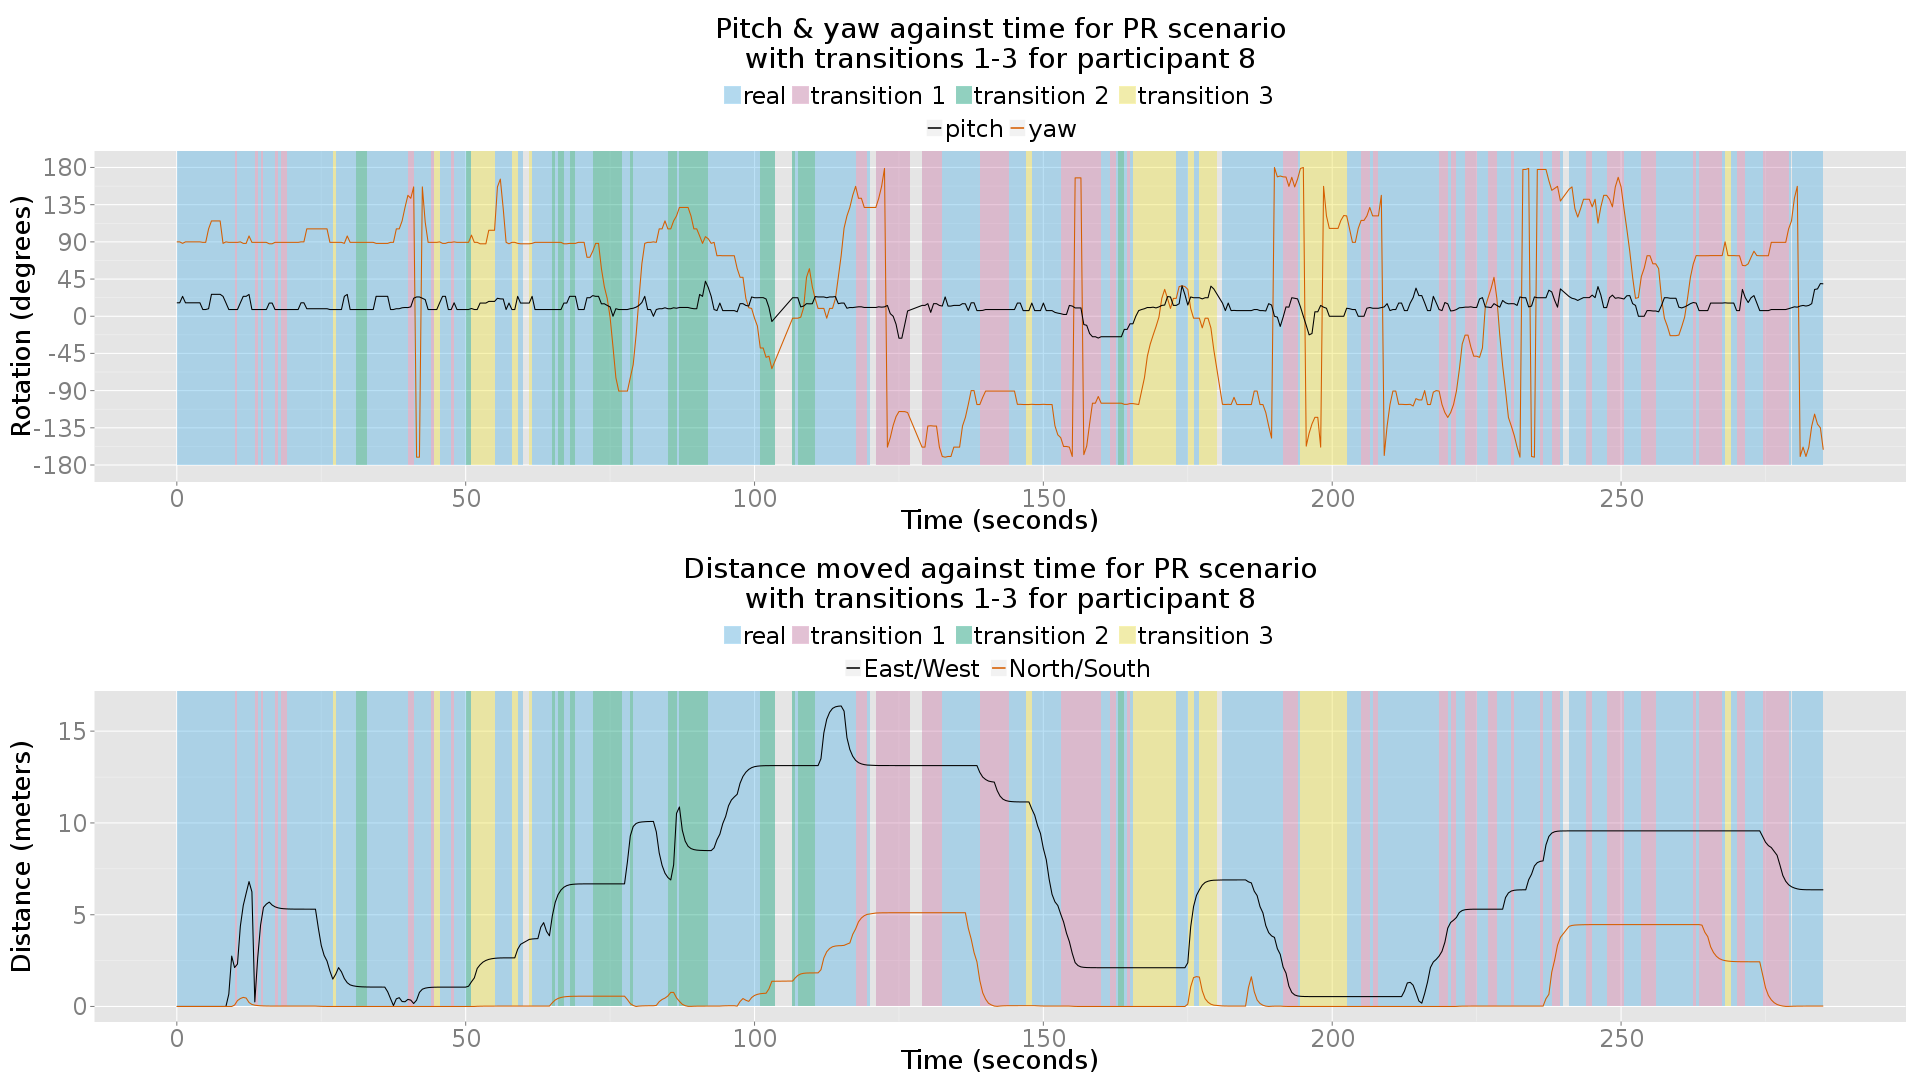 Pitch & yaw against time for PR scenario
with transitions 1-3 for participant 8
real transition 1 transition 2 transition 3
pitch yaw
180
135
90
45
0
-45
-90
-135
-180
Rotation (degrees)
0 50 100 150 200 250
Time (seconds)
Distance moved against time for PR scenario
with transitions 1-3 for participant 8
real transition 1 transition 2 transition 3
East/West North/South
15
10
5
0
Distance (meters)
0 50 100 150 200 250
Time (seconds)